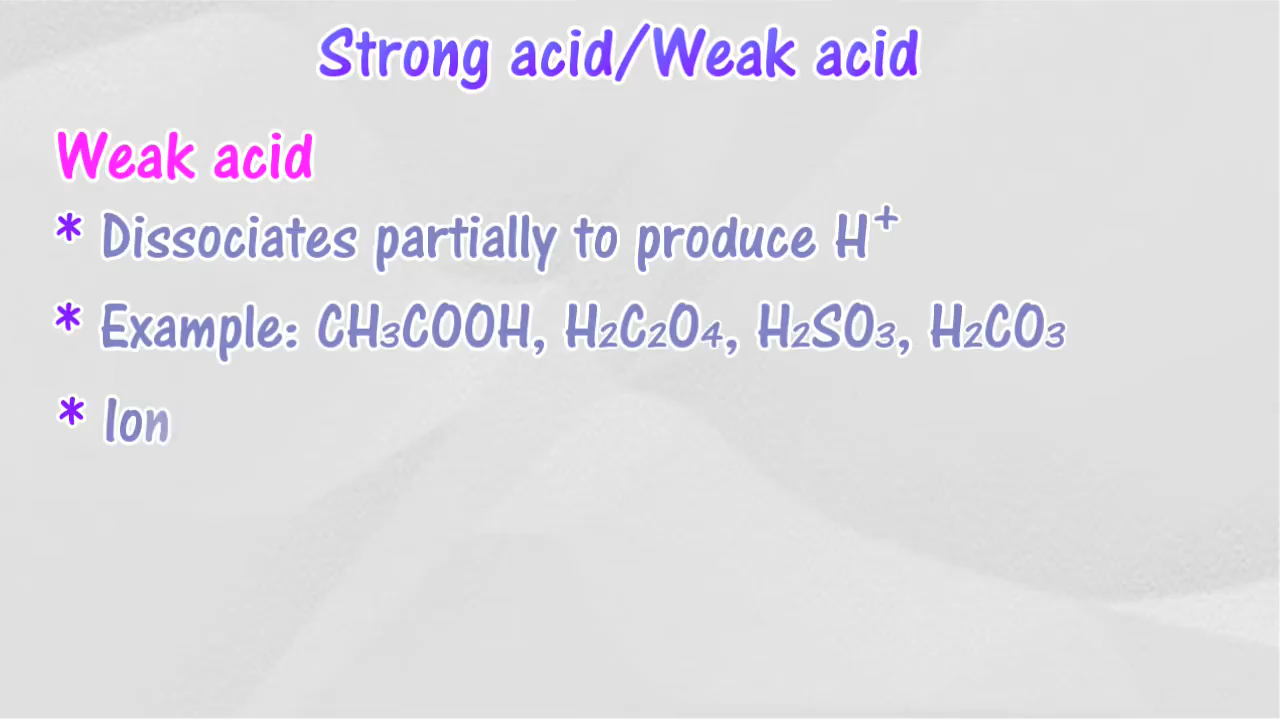 Strong acid/Weak acid
Weak acid
* Dissociates partially to produce H⁺
* Example: CH₃COOH, H₂C₂O₄, H₂SO₃, H₂CO₃
* Ion